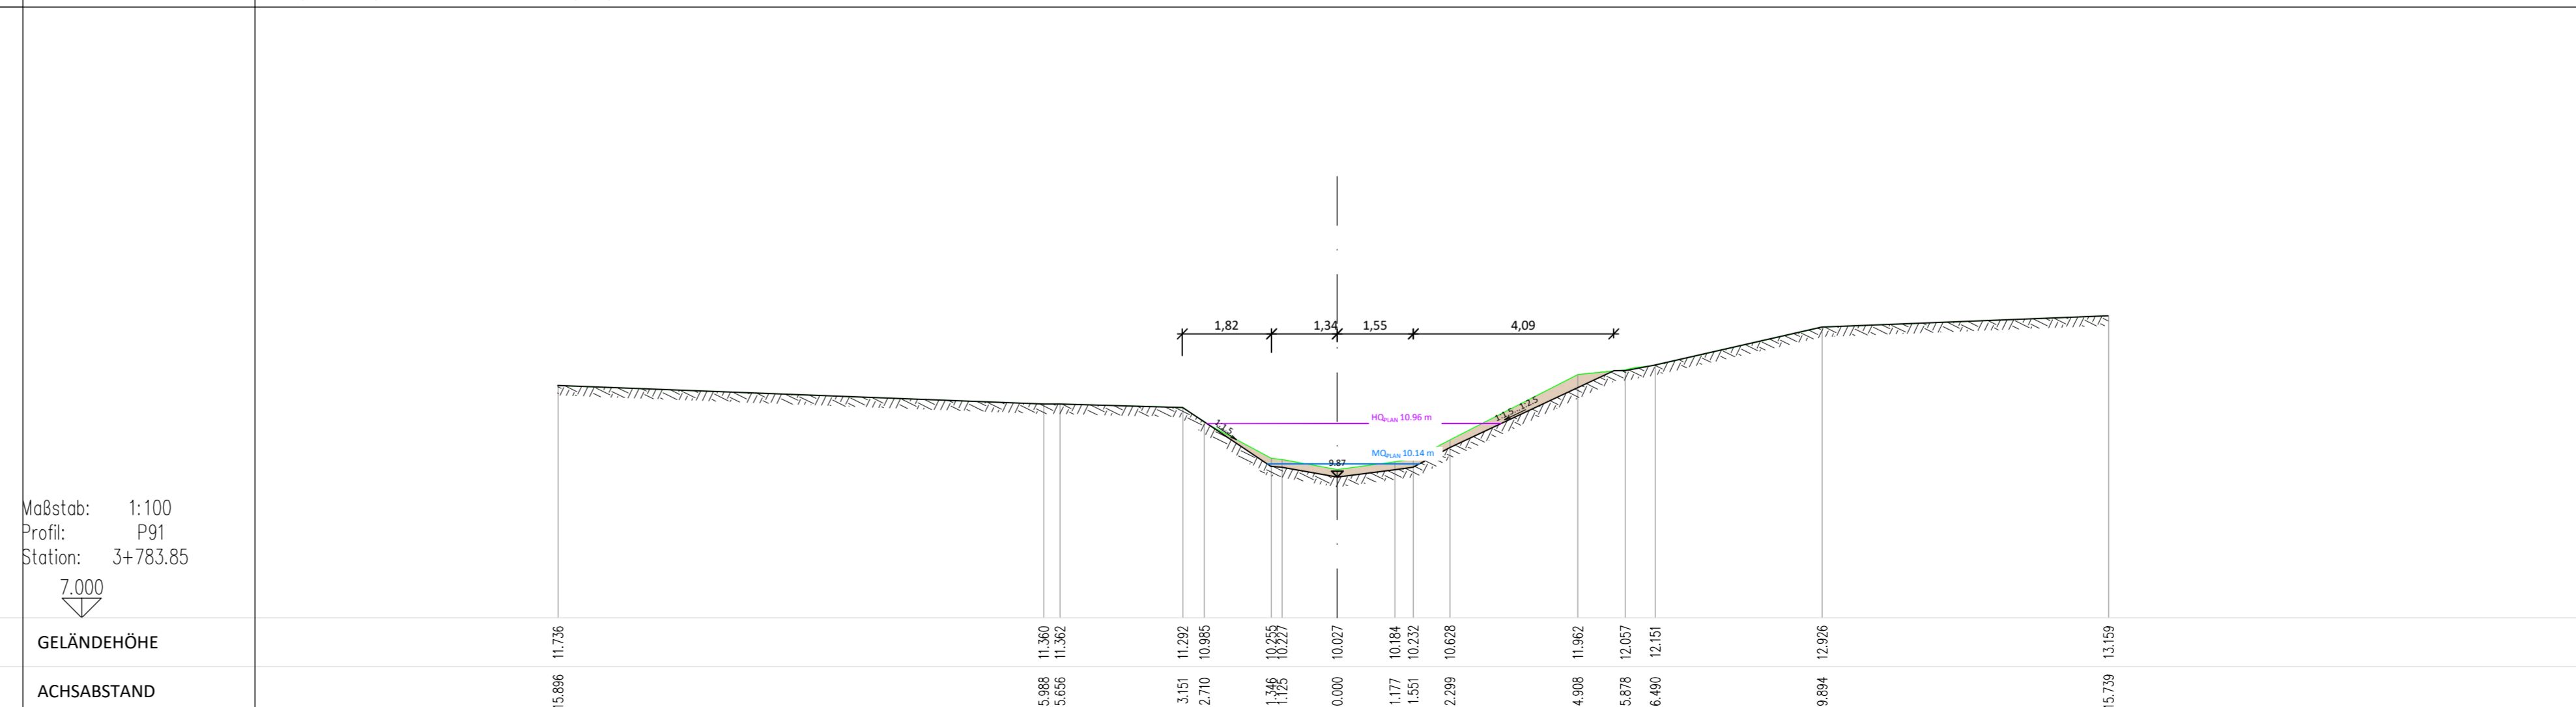 1,82 1,34 1,55 4,09
1:1,5
HQPLAN 10.96 m
1:1,5...1:2,5
MQPLAN 10.14 m
9.87
Maßstab: 1:100
Profil: P91
Station: 3+783.85
7.000
GELÄNDEHÖHE 11.736 11.360 11.362 11.292 10.985 10.255 10.227 10.027 10.184 10.232 10.628 11.962 12.057 12.151 12.926 13.159
ACHSABSTAND 15.896 5.988 5.656 3.151 2.710 1.346 1.125 0.000 1.177 1.551 2.299 4.908 5.878 6.490 9.894 15.739